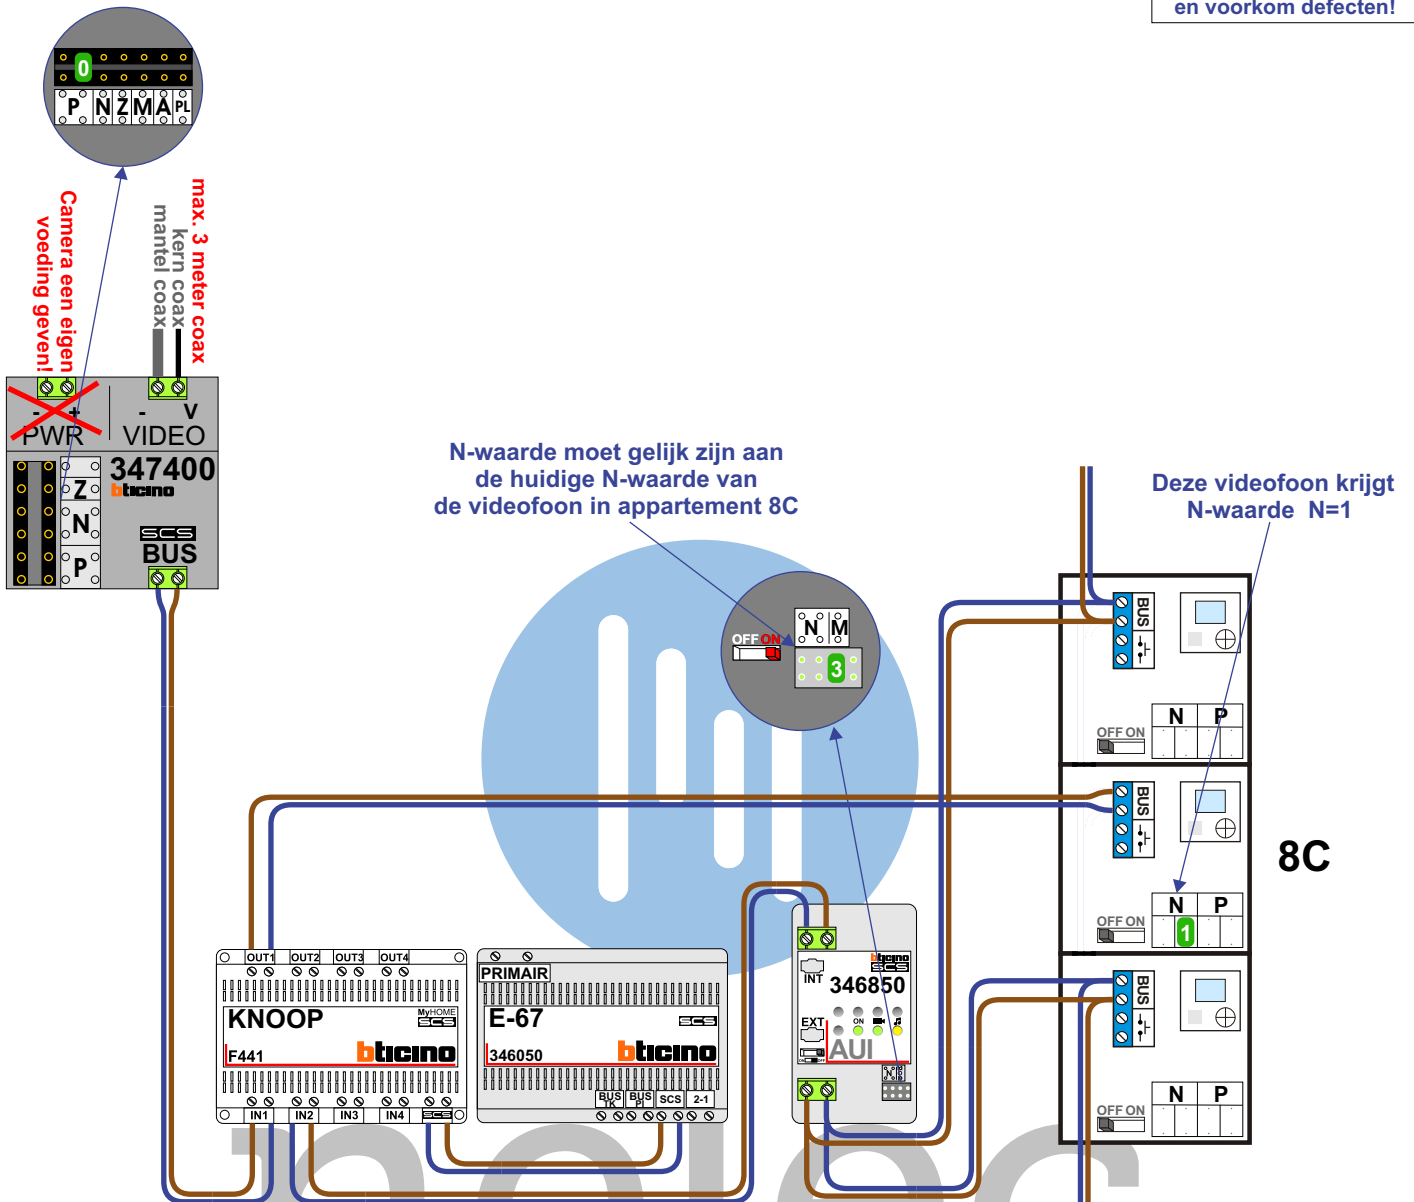 en voorkom defecten!
0
P N Z M A PL
Camera een eigen
voeding geven!
max. 3 meter coax
kern coax
mantel coax
- +
PWR
- V
VIDEO
347400
bticino
Z
N
P
SCS
BUS
N-waarde moet gelijk zijn aan
de huidige N-waarde van
de videofoon in appartement 8C
Deze videofoon krijgt
N-waarde N=1
OFF ON
N M
3
BUS
N P
OFF ON
BUS
8C
N P
OFF ON
1
BUS
N P
OFF ON
OUT1 OUT2 OUT3 OUT4
KNOOP
MyHOME
SCS
F441
bticino
IN1 IN2 IN3 IN4 SCS
PRIMAIR
E-67
SCS
346050
bticino
BUS TK BUS PI SCS 2-1
INT
bticino
SCS
346850
EXT
ON
AUI
ON OFF
N